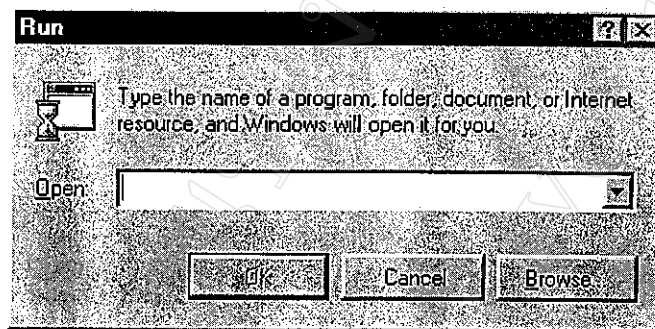 Run
Type the name of a program, folder, document, or Internet
resource, and Windows will open it for you.
Open:
OK
Cancel
Browse...